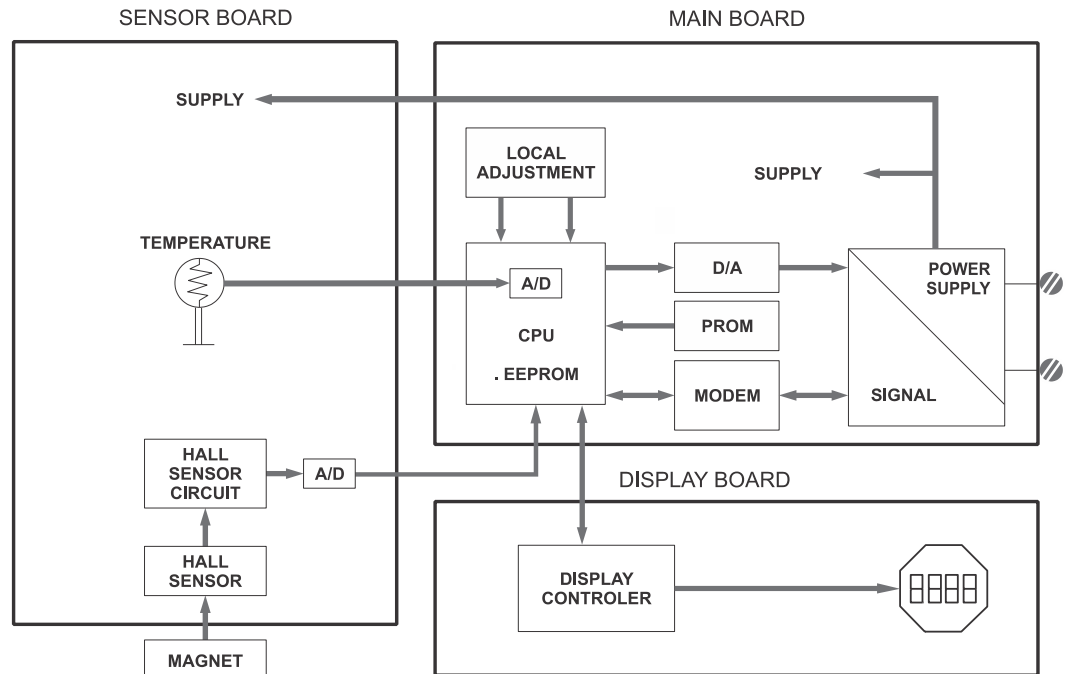 SENSOR BOARD
MAIN BOARD
SUPPLY
LOCAL
ADJUSTMENT
SUPPLY
TEMPERATURE
A/D
CPU
. EEPROM
D/A
PROM
MODEM
POWER
SUPPLY
SIGNAL
HALL
SENSOR
CIRCUIT
A/D
HALL
SENSOR
MAGNET
DISPLAY BOARD
DISPLAY
CONTROLER
8888